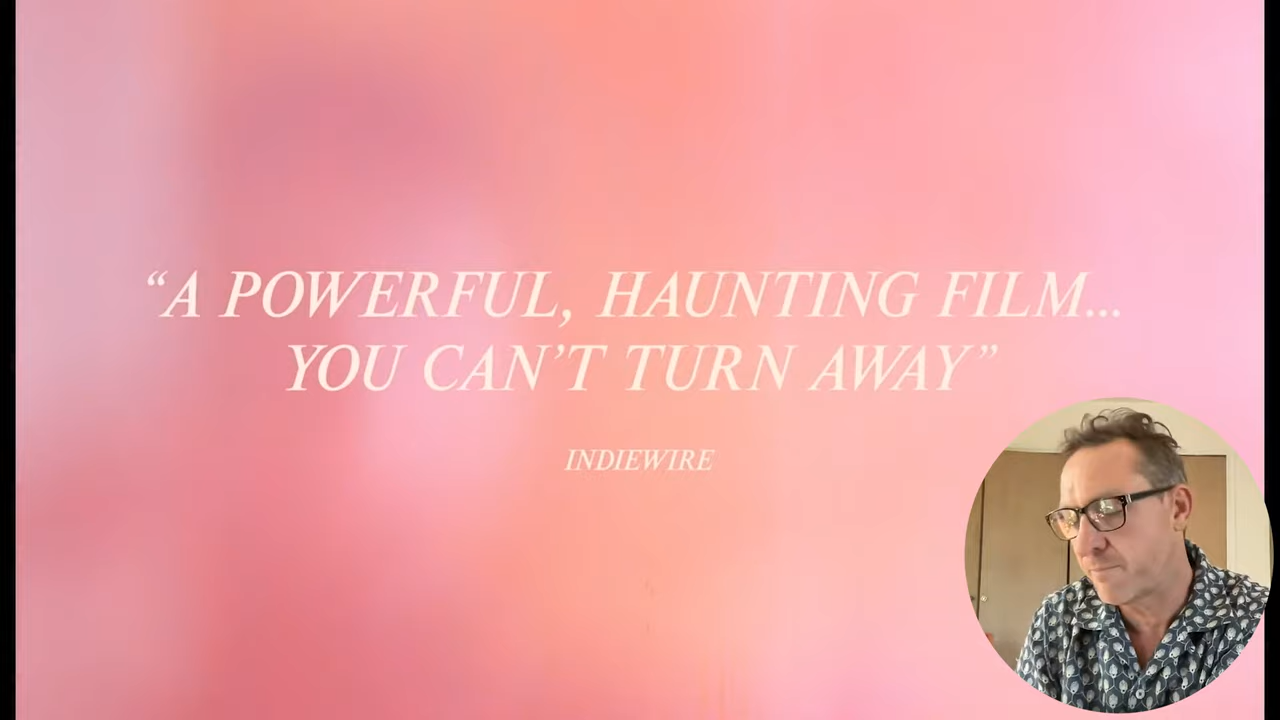 “A POWERFUL, HAUNTING FILM...
YOU CAN’T TURN AWAY”
INDIEWIRE